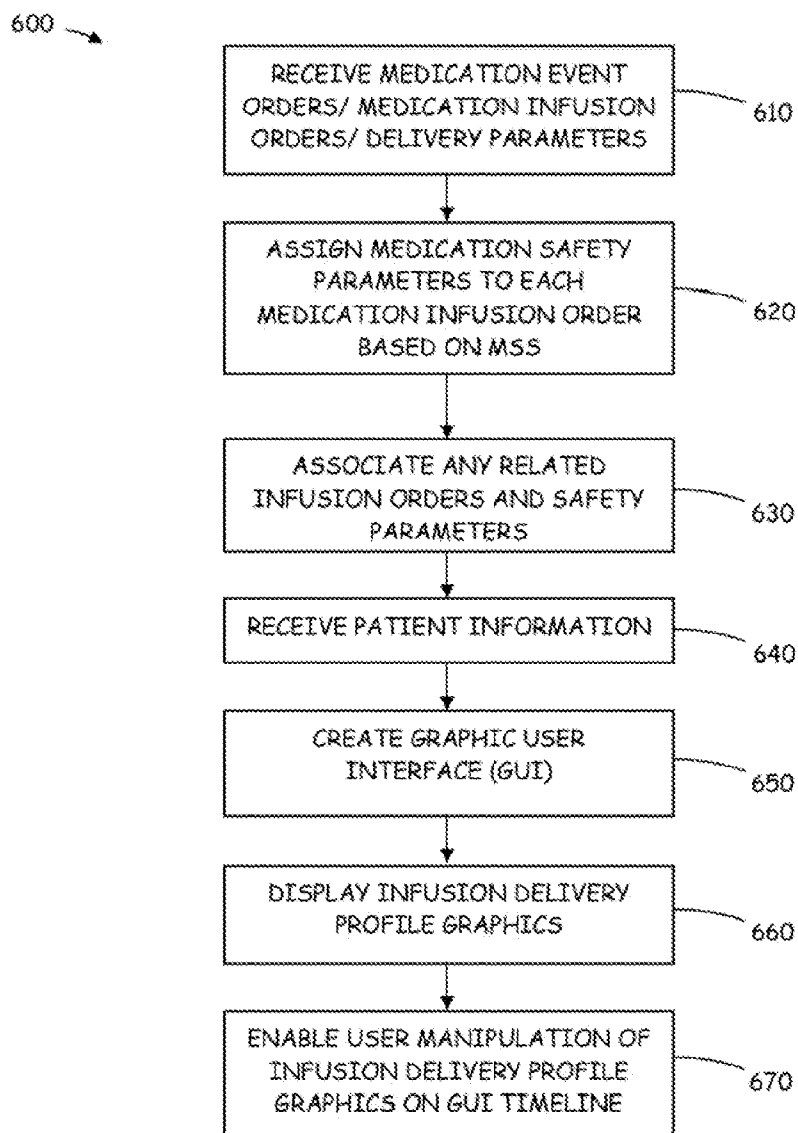 600
RECEIVE MEDICATION EVENT
ORDERS/ MEDICATION INFUSION
ORDERS/ DELIVERY PARAMETERS
610
ASSIGN MEDICATION SAFETY
PARAMETERS TO EACH
MEDICATION INFUSION ORDER
BASED ON MSS
620
ASSOCIATE ANY RELATED
INFUSION ORDERS AND SAFETY
PARAMETERS
630
RECEIVE PATIENT INFORMATION
640
CREATE GRAPHIC USER
INTERFACE (GUI)
650
DISPLAY INFUSION DELIVERY
PROFILE GRAPHICS
660
ENABLE USER MANIPULATION OF
INFUSION DELIVERY PROFILE
GRAPHICS ON GUI TIMELINE
670